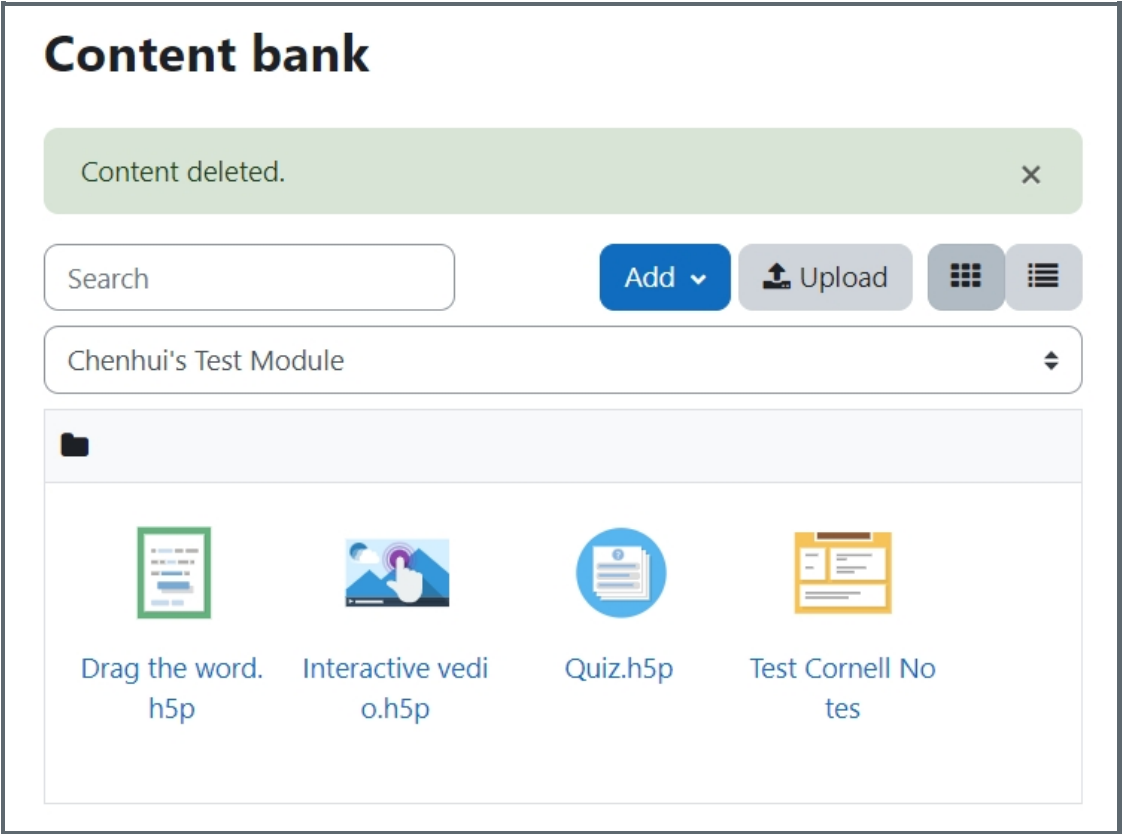 Content bank
Content deleted.
Search
Add
Upload
Chenhui's Test Module
Drag the word.
h5p
Interactive vedi
o.h5p
Quiz.h5p
Test Cornell No
tes